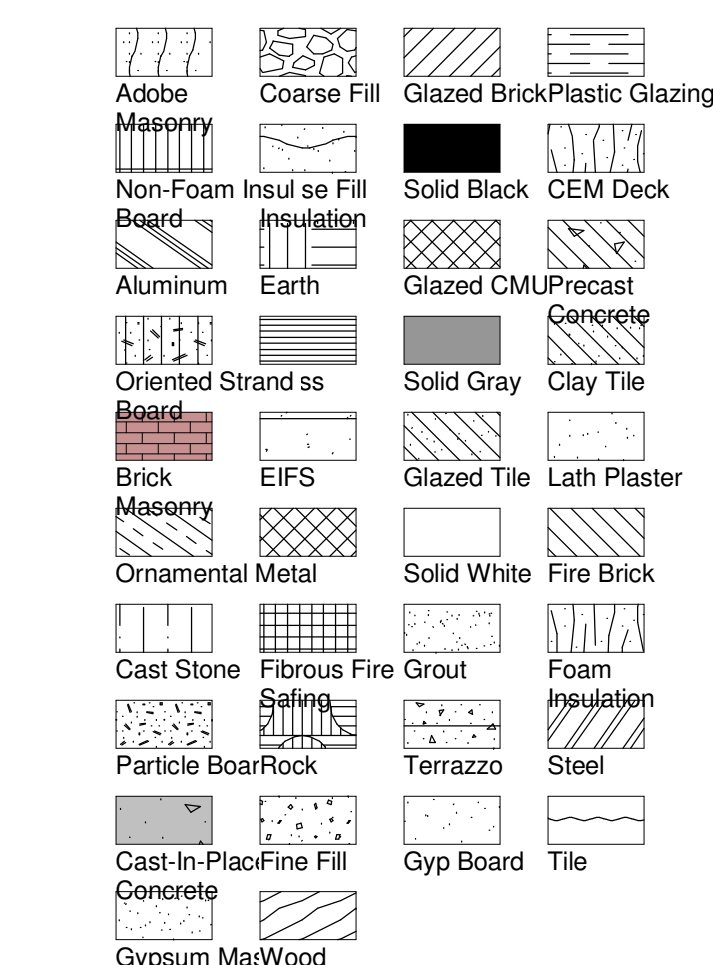 Adobe Coarse Fill Glazed Brick Plastic Glazing
Masonry
Non-Foam Insul se Fill Solid Black CEM Deck
Board Insulation
Aluminum Earth Glazed CMU Precast
Concrete
Oriented Strand ss Solid Gray Clay Tile
Board
Brick EIFS Glazed Tile Lath Plaster
Masonry
Ornamental Metal Solid White Fire Brick
Cast Stone Fibrous Fire Grout Foam
Safing Insulation
Particle Boar Rock Terrazzo Steel
Cast-In-Place Fine Fill Gyp Board Tile
Concrete
Gypsum Mas Wood